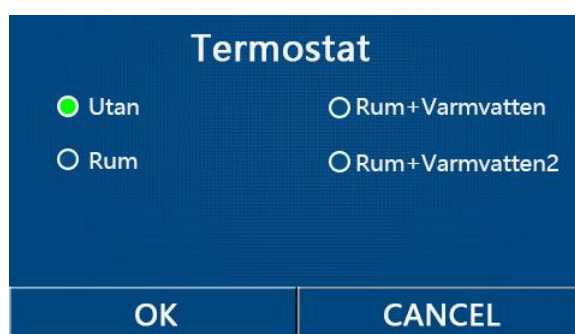 Termostat
Utan
Rum+Varmvatten
Rum
Rum+Varmvatten2
OK
CANCEL